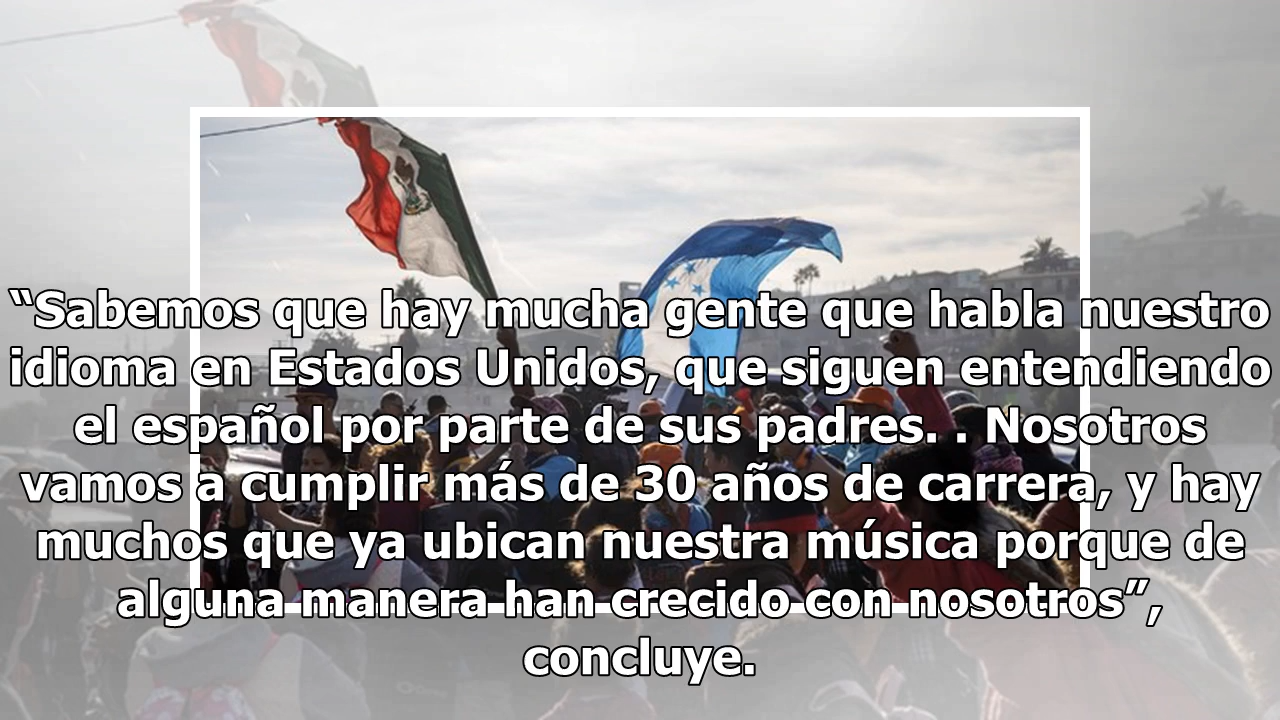 “Sabemos que hay mucha gente que habla nuestro
idioma en Estados Unidos, que siguen entendiendo
el español por parte de sus padres. . Nosotros
vamos a cumplir más de 30 años de carrera, y hay
muchos que ya ubican nuestra música porque de
alguna manera han crecido con nosotros”,
concluye.